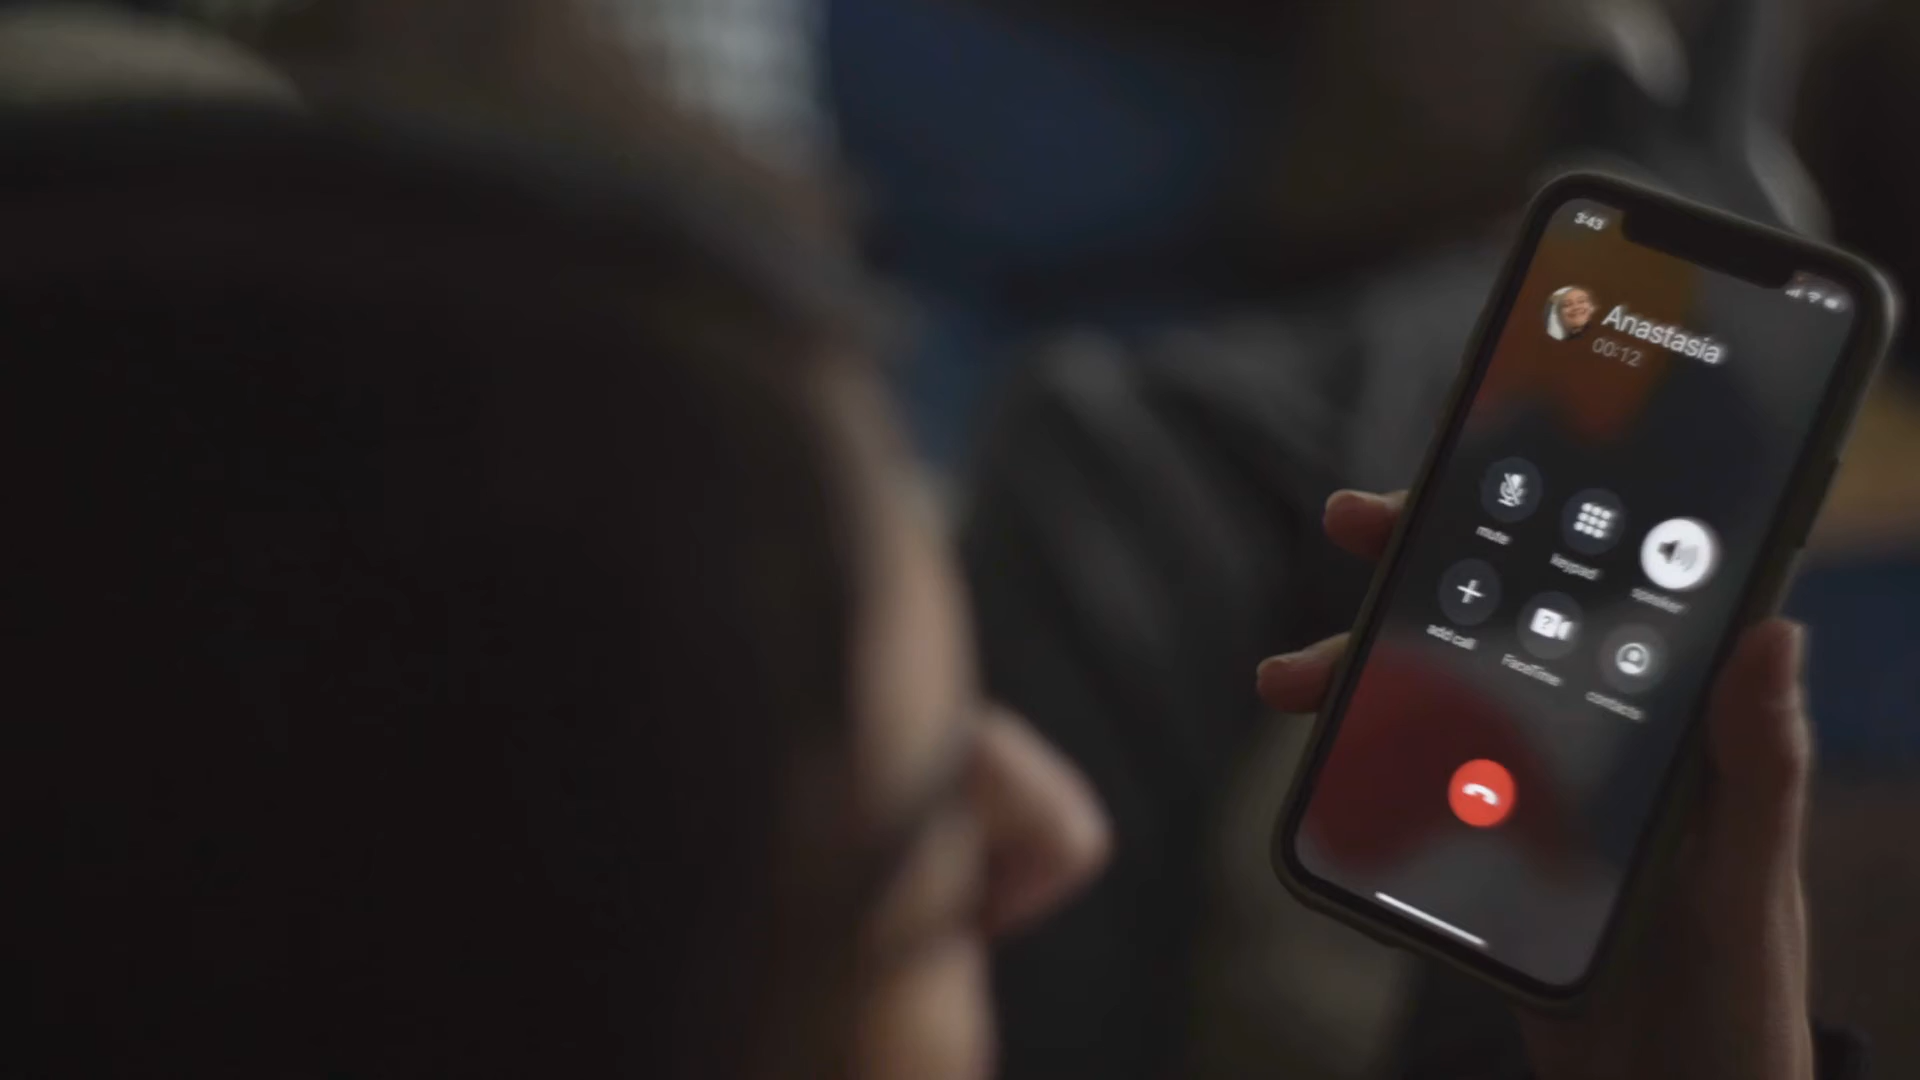 3:43
Anastasia
00:12
mute
keypad
speaker
add call
FaceTime
contacts